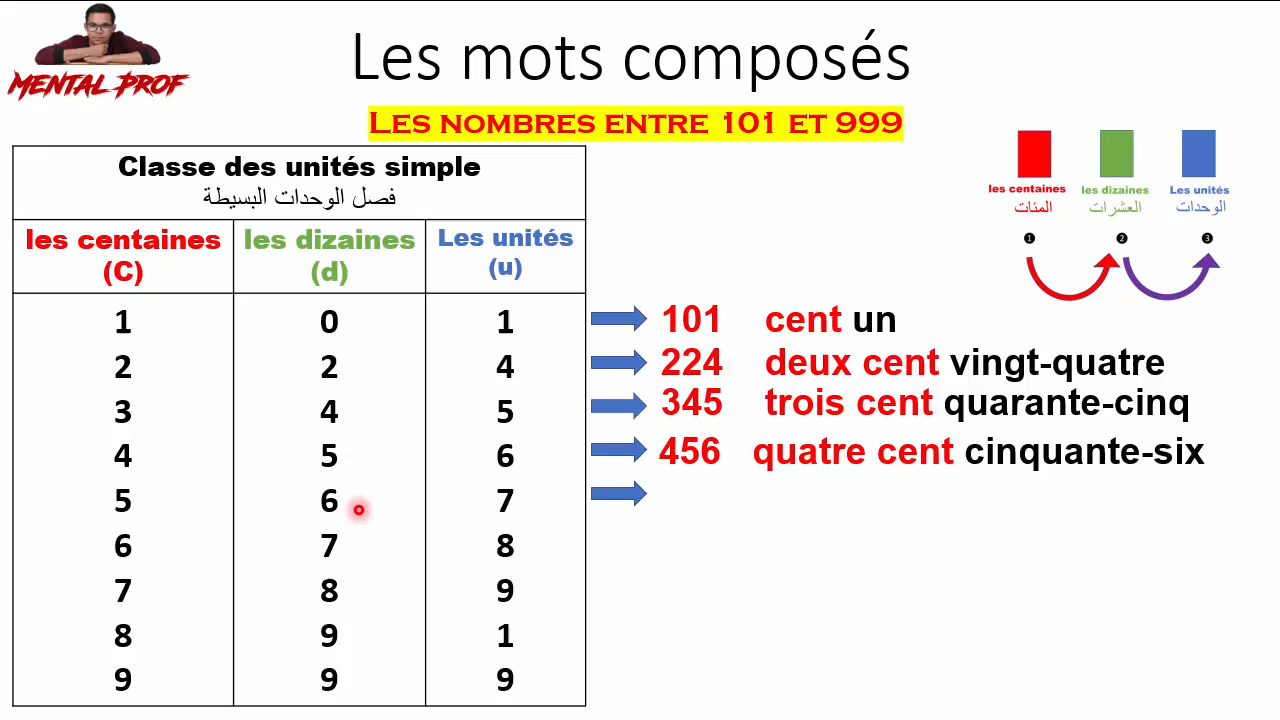 MENTAL PROF
Les mots composés
LES NOMBRES ENTRE 101 ET 999
Classe des unités simple
فصل الوحدات البسيطة
les centaines (C)
les dizaines (d)
Les unités (u)
1 0 1
2 2 4
3 4 5
4 5 6
5 6 7
6 7 8
7 8 9
8 9 1
9 9 9
101 cent un
224 deux cent vingt-quatre
345 trois cent quarante-cinq
456 quatre cent cinquante-six
les centaines
المئات
les dizaines
العشرات
Les unités
الوحدات
❶ ❷ ❸